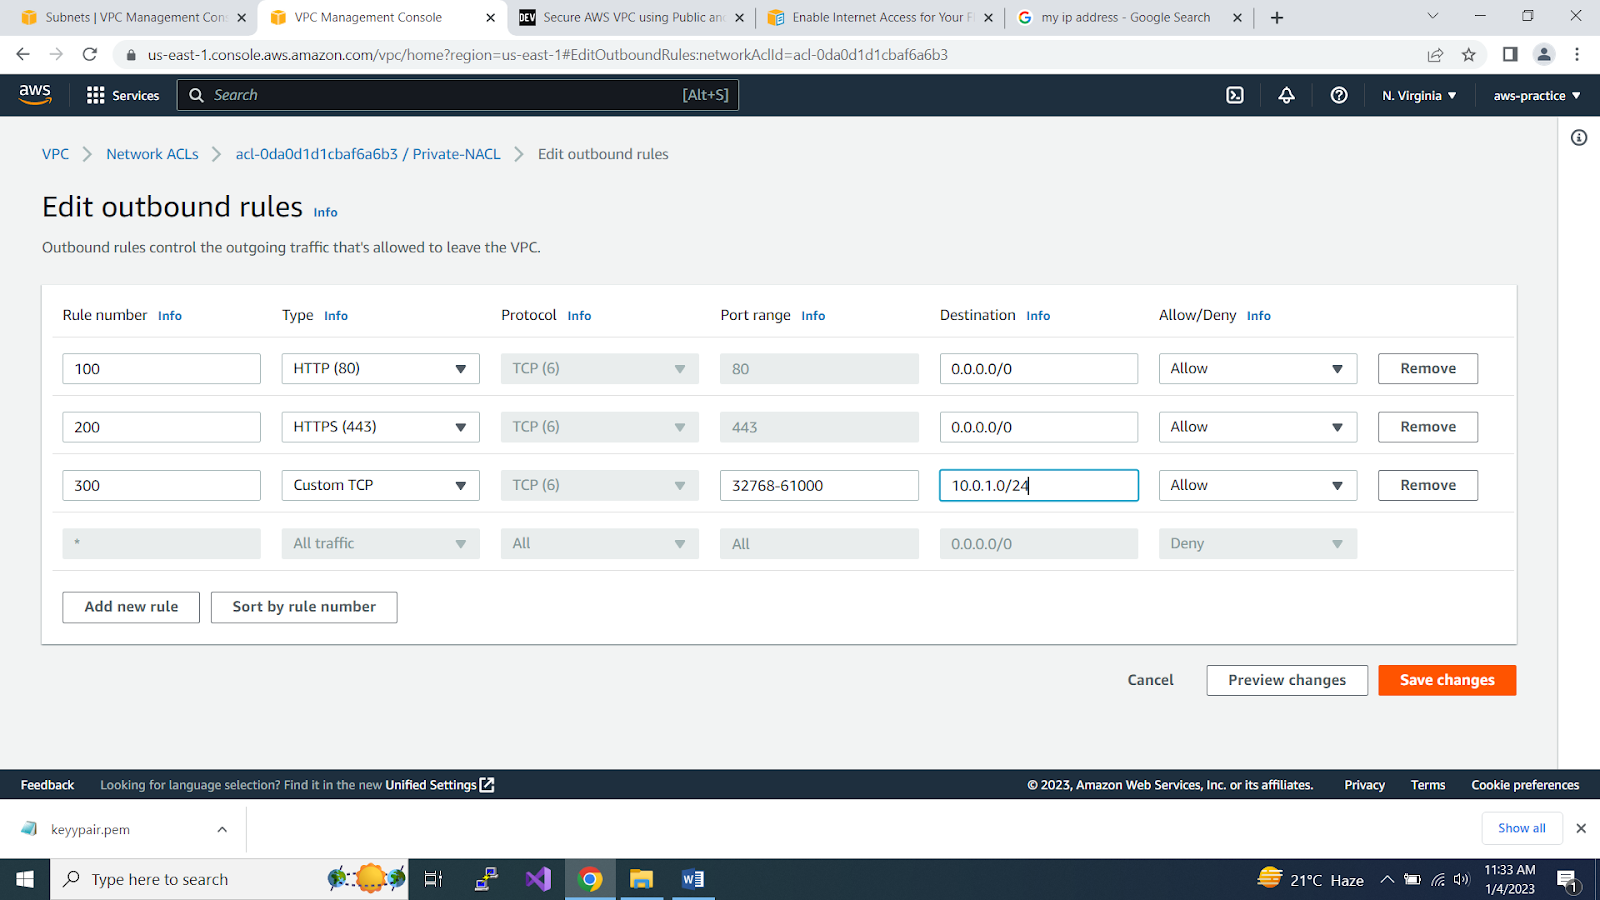 Subnets | VPC Management Con
VPC Management Console
DEV Secure AWS VPC using Public an
Enable Internet Access for Your F
G my ip address - Google Search
us-east-1.console.aws.amazon.com/vpc/home?region=us-east-1#EditOutboundRules:networkAclId=acl-0da0d1d1cbaf6a6b3
aws Services Search [Alt+S] N. Virginia aws-practice
VPC Network ACLs acl-0da0d1d1cbaf6a6b3 / Private-NACL Edit outbound rules
Edit outbound rules Info
Outbound rules control the outgoing traffic that's allowed to leave the VPC.
Rule number Info Type Info Protocol Info Port range Info Destination Info Allow/Deny Info
100 HTTP (80) TCP (6) 80 0.0.0.0/0 Allow Remove
200 HTTPS (443) TCP (6) 443 0.0.0.0/0 Allow Remove
300 Custom TCP TCP (6) 32768-61000 10.0.1.0/24 Allow Remove
* All traffic All All 0.0.0.0/0 Deny
Add new rule Sort by rule number
Cancel Preview changes Save changes
Feedback Looking for language selection? Find it in the new Unified Settings © 2023, Amazon Web Services, Inc. or its affiliates. Privacy Terms Cookie preferences
keyypair.pem Show all
Type here to search 21°C Haze 11:33 AM
1/4/2023
1